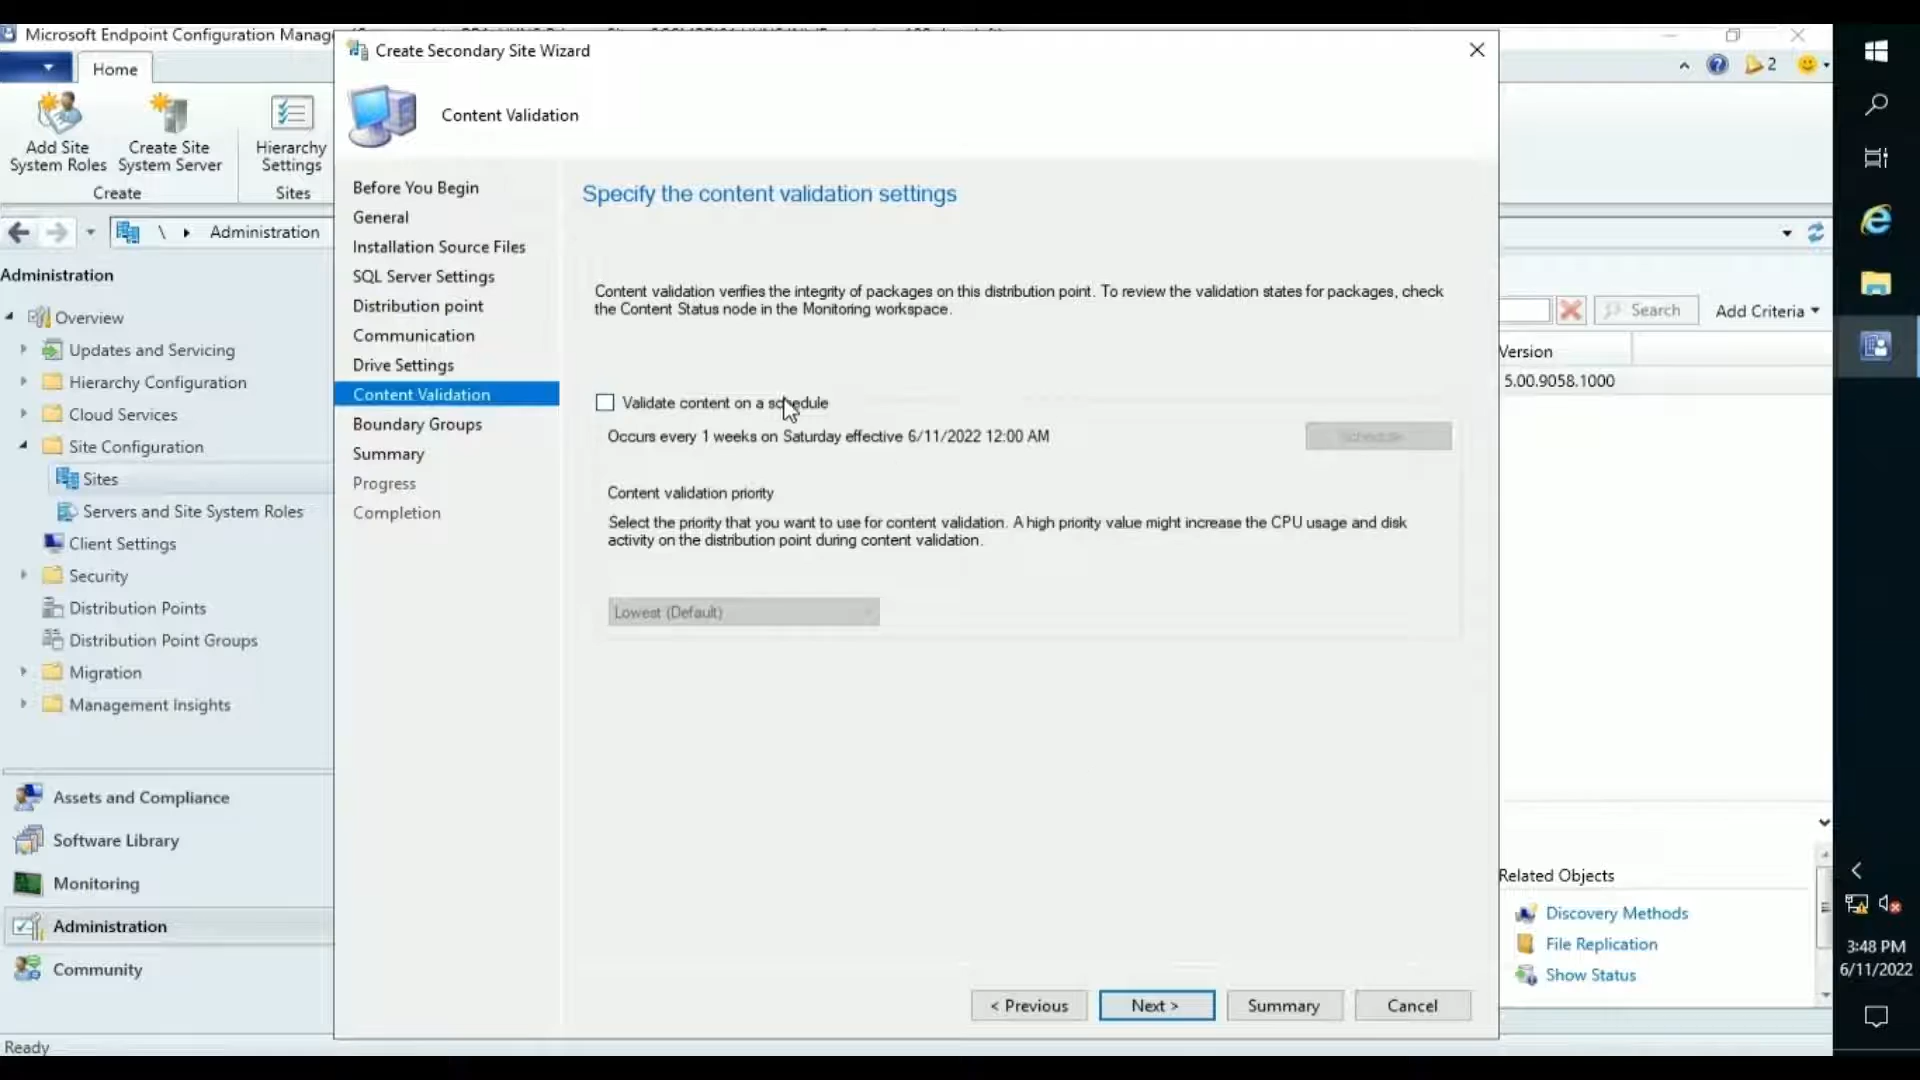 Microsoft Endpoint Configuration Manag
Create Secondary Site Wizard
Home
2
Content Validation
Add Site
System Roles
Create Site
System Server
Hierarchy
Settings
Create
Sites
Before You Begin
General
Installation Source Files
SQL Server Settings
Distribution point
Communication
Drive Settings
Content Validation
Boundary Groups
Summary
Progress
Completion
Specify the content validation settings
Content validation verifies the integrity of packages on this distribution point. To review the validation states for packages, check
the Content Status node in the Monitoring workspace.
Validate content on a schedule
Occurs every 1 weeks on Saturday effective 6/11/2022 12:00 AM
Schedule
Content validation priority
Select the priority that you want to use for content validation. A high priority value might increase the CPU usage and disk
activity on the distribution point during content validation.
Lowest (Default)
< Previous
Next >
Summary
Cancel
\ Administration
Administration
Overview
Updates and Servicing
Hierarchy Configuration
Cloud Services
Site Configuration
Sites
Servers and Site System Roles
Client Settings
Security
Distribution Points
Distribution Point Groups
Migration
Management Insights
Assets and Compliance
Software Library
Monitoring
Administration
Community
Ready
Search
Add Criteria
Version
5.00.9058.1000
Related Objects
Discovery Methods
File Replication
Show Status
3:48 PM
6/11/2022